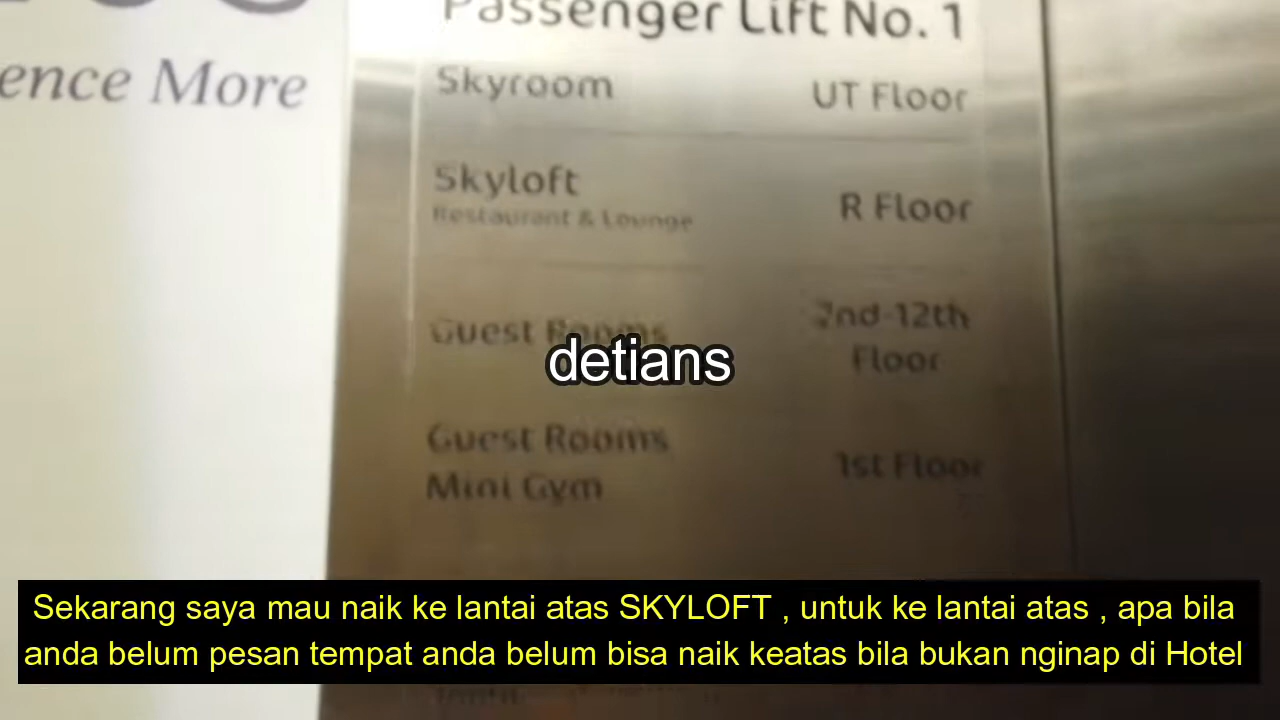 ence More
Passenger Lift No. 1
Skyroom UT Floor
Skyloft R Floor
Restaurant & Lounge
Guest Rooms 2nd-12th
Floor
detians
Guest Rooms 1st Floor
Mini Gym
Sekarang saya mau naik ke lantai atas SKYLOFT , untuk ke lantai atas , apa bila
anda belum pesan tempat anda belum bisa naik keatas bila bukan nginap di Hotel